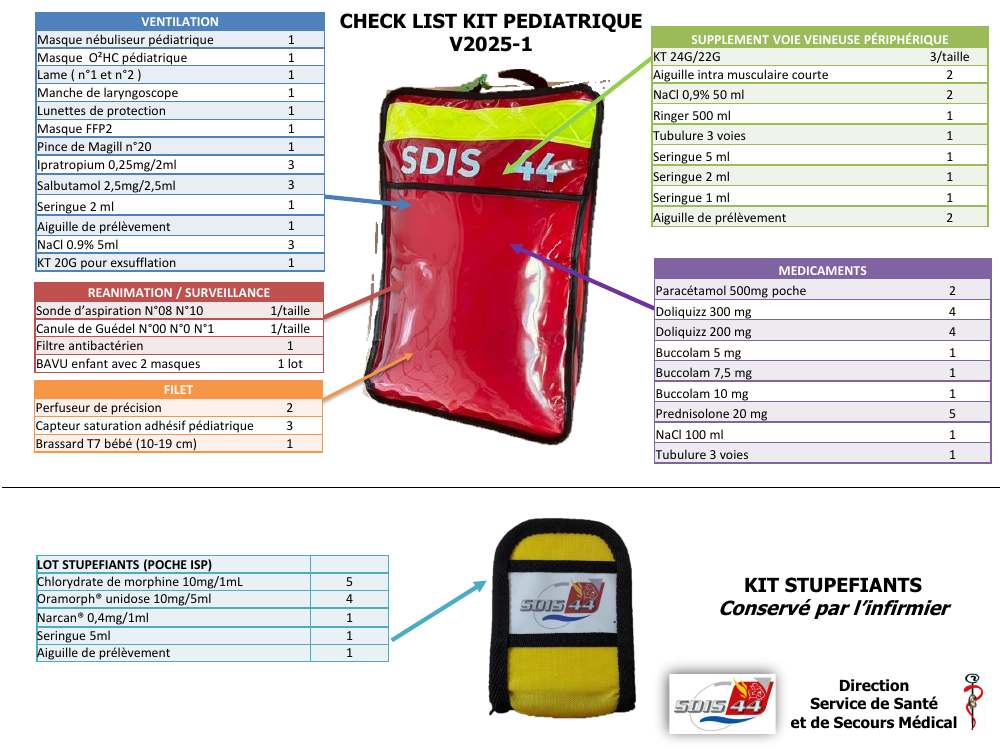 CHECK LIST KIT PEDIATRIQUE
V2025-1
VENTILATION
Masque nébuliseur pédiatrique 1
Masque O²HC pédiatrique 1
Lame ( n°1 et n°2 ) 1
Manche de laryngoscope 1
Lunettes de protection 1
Masque FFP2 1
Pince de Magill n°20 1
Ipratropium 0,25mg/2ml 3
Salbutamol 2,5mg/2,5ml 3
Seringue 2 ml 1
Aiguille de prélèvement 1
NaCl 0.9% 5ml 3
KT 20G pour exsufflation 1
REANIMATION / SURVEILLANCE
Sonde d’aspiration N°08 N°10 1/taille
Canule de Guédel N°00 N°0 N°1 1/taille
Filtre antibactérien 1
BAVU enfant avec 2 masques 1 lot
FILET
Perfuseur de précision 2
Capteur saturation adhésif pédiatrique 3
Brassard T7 bébé (10-19 cm) 1
SDIS 44
SUPPLEMENT VOIE VEINEUSE PÉRIPHÉRIQUE
KT 24G/22G 3/taille
Aiguille intra musculaire courte 2
NaCl 0,9% 50 ml 2
Ringer 500 ml 1
Tubulure 3 voies 1
Seringue 5 ml 1
Seringue 2 ml 1
Seringue 1 ml 1
Aiguille de prélèvement 2
MEDICAMENTS
Paracétamol 500mg poche 2
Doliquizz 300 mg 4
Doliquizz 200 mg 4
Buccolam 5 mg 1
Buccolam 7,5 mg 1
Buccolam 10 mg 1
Prednisolone 20 mg 5
NaCl 100 ml 1
Tubulure 3 voies 1
LOT STUPEFIANTS (POCHE ISP)
Chlorydrate de morphine 10mg/1mL 5
Oramorph® unidose 10mg/5ml 4
Narcan® 0,4mg/1ml 1
Seringue 5ml 1
Aiguille de prélèvement 1
SDIS 44
KIT STUPEFIANTS
Conservé par l’infirmier
SDIS 44
Direction
Service de Santé
et de Secours Médical